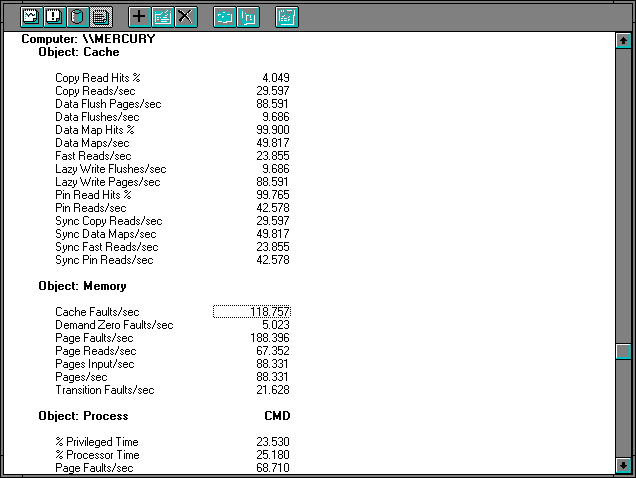 Computer: \\MERCURY
Object: Cache
Copy Read Hits % 4.049
Copy Reads/sec 29.597
Data Flush Pages/sec 88.591
Data Flushes/sec 9.686
Data Map Hits % 99.900
Data Maps/sec 49.817
Fast Reads/sec 23.855
Lazy Write Flushes/sec 9.686
Lazy Write Pages/sec 88.591
Pin Read Hits % 99.765
Pin Reads/sec 42.578
Sync Copy Reads/sec 29.597
Sync Data Maps/sec 49.817
Sync Fast Reads/sec 23.855
Sync Pin Reads/sec 42.578
Object: Memory
Cache Faults/sec 118.757
Demand Zero Faults/sec 5.023
Page Faults/sec 188.396
Page Reads/sec 67.352
Pages Input/sec 88.331
Pages/sec 88.331
Transition Faults/sec 21.628
Object: Process CMD
% Privileged Time 23.530
% Processor Time 25.180
Page Faults/sec 68.710